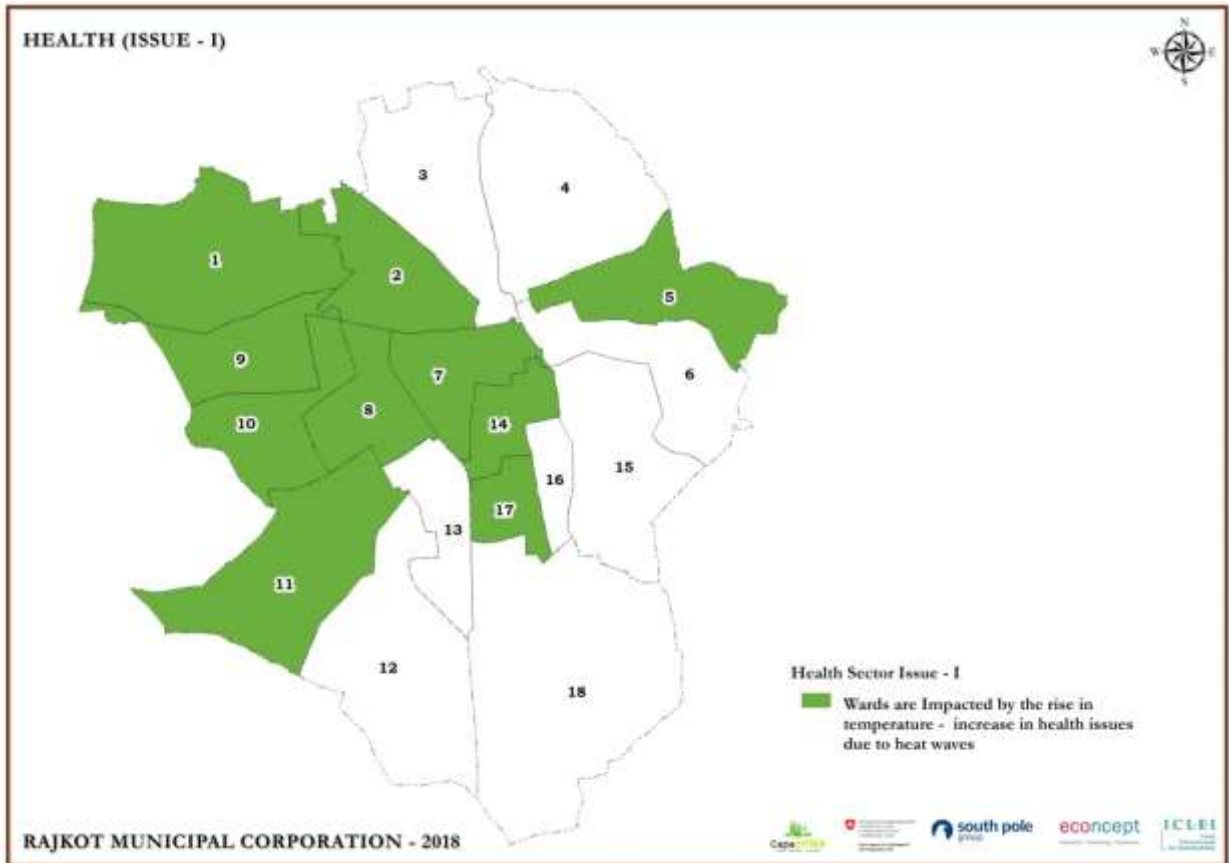 HEALTH (ISSUE - I)
N
W E
S
3
4
1
2
5
9
7
6
8
10
14
15
16
17
13
11
12
18
Health Sector Issue - I
Wards are Impacted by the rise in
temperature - increase in health issues
due to heat waves
RAJKOT MUNICIPAL CORPORATION - 2018
south pole
group
econcept
ICLEI